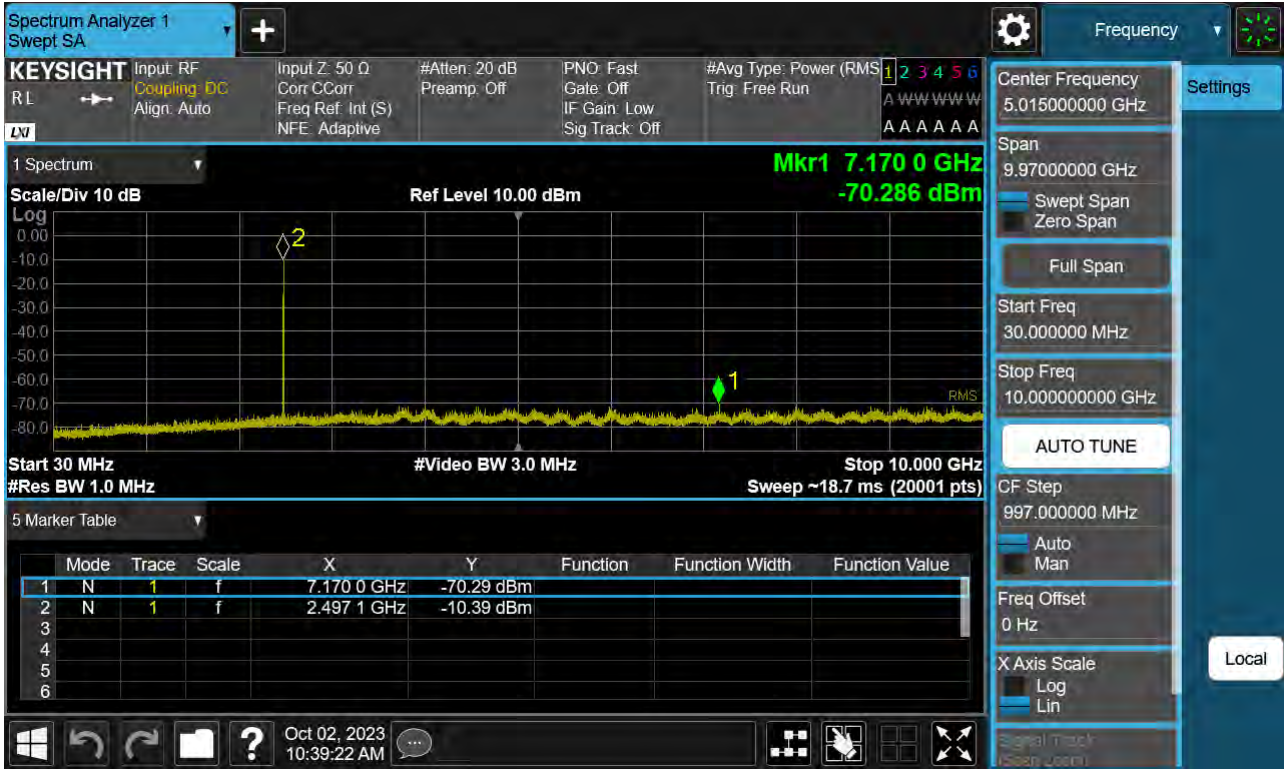 Spectrum Analyzer 1
Swept SA
Frequency
KEYSIGHT
RL
LXI
Input: RF
Coupling: DC
Align: Auto
Input Z: 50 Ω
Corr CCorr
Freq Ref: Int (S)
NFE: Adaptive
#Atten: 20 dB
Preamp: Off
PNO: Fast
Gate: Off
IF Gain: Low
Sig Track: Off
#Avg Type: Power (RMS
Trig: Free Run
1 2 3 4 5 6
A W W W W W
A A A A A A
Center Frequency
5.015000000 GHz
Settings
Span
9.97000000 GHz
Swept Span
Zero Span
Full Span
Start Freq
30.000000 MHz
Stop Freq
10.000000000 GHz
AUTO TUNE
CF Step
997.000000 MHz
Auto
Man
Freq Offset
0 Hz
X Axis Scale
Log
Lin
Signal Track
(Span Zoom)
Local
1 Spectrum
Mkr1 7.170 0 GHz
-70.286 dBm
Scale/Div 10 dB
Ref Level 10.00 dBm
Log
0.00
-10.0
-20.0
-30.0
-40.0
-50.0
-60.0
-70.0
-80.0
2
1
RMS
Start 30 MHz
#Video BW 3.0 MHz
Stop 10.000 GHz
#Res BW 1.0 MHz
Sweep ~18.7 ms (20001 pts)
5 Marker Table
Mode Trace Scale X Y Function Function Width Function Value
1 N 1 f 7.170 0 GHz -70.29 dBm
2 N 1 f 2.497 1 GHz -10.39 dBm
3
4
5
6
?
Oct 02, 2023
10:39:22 AM